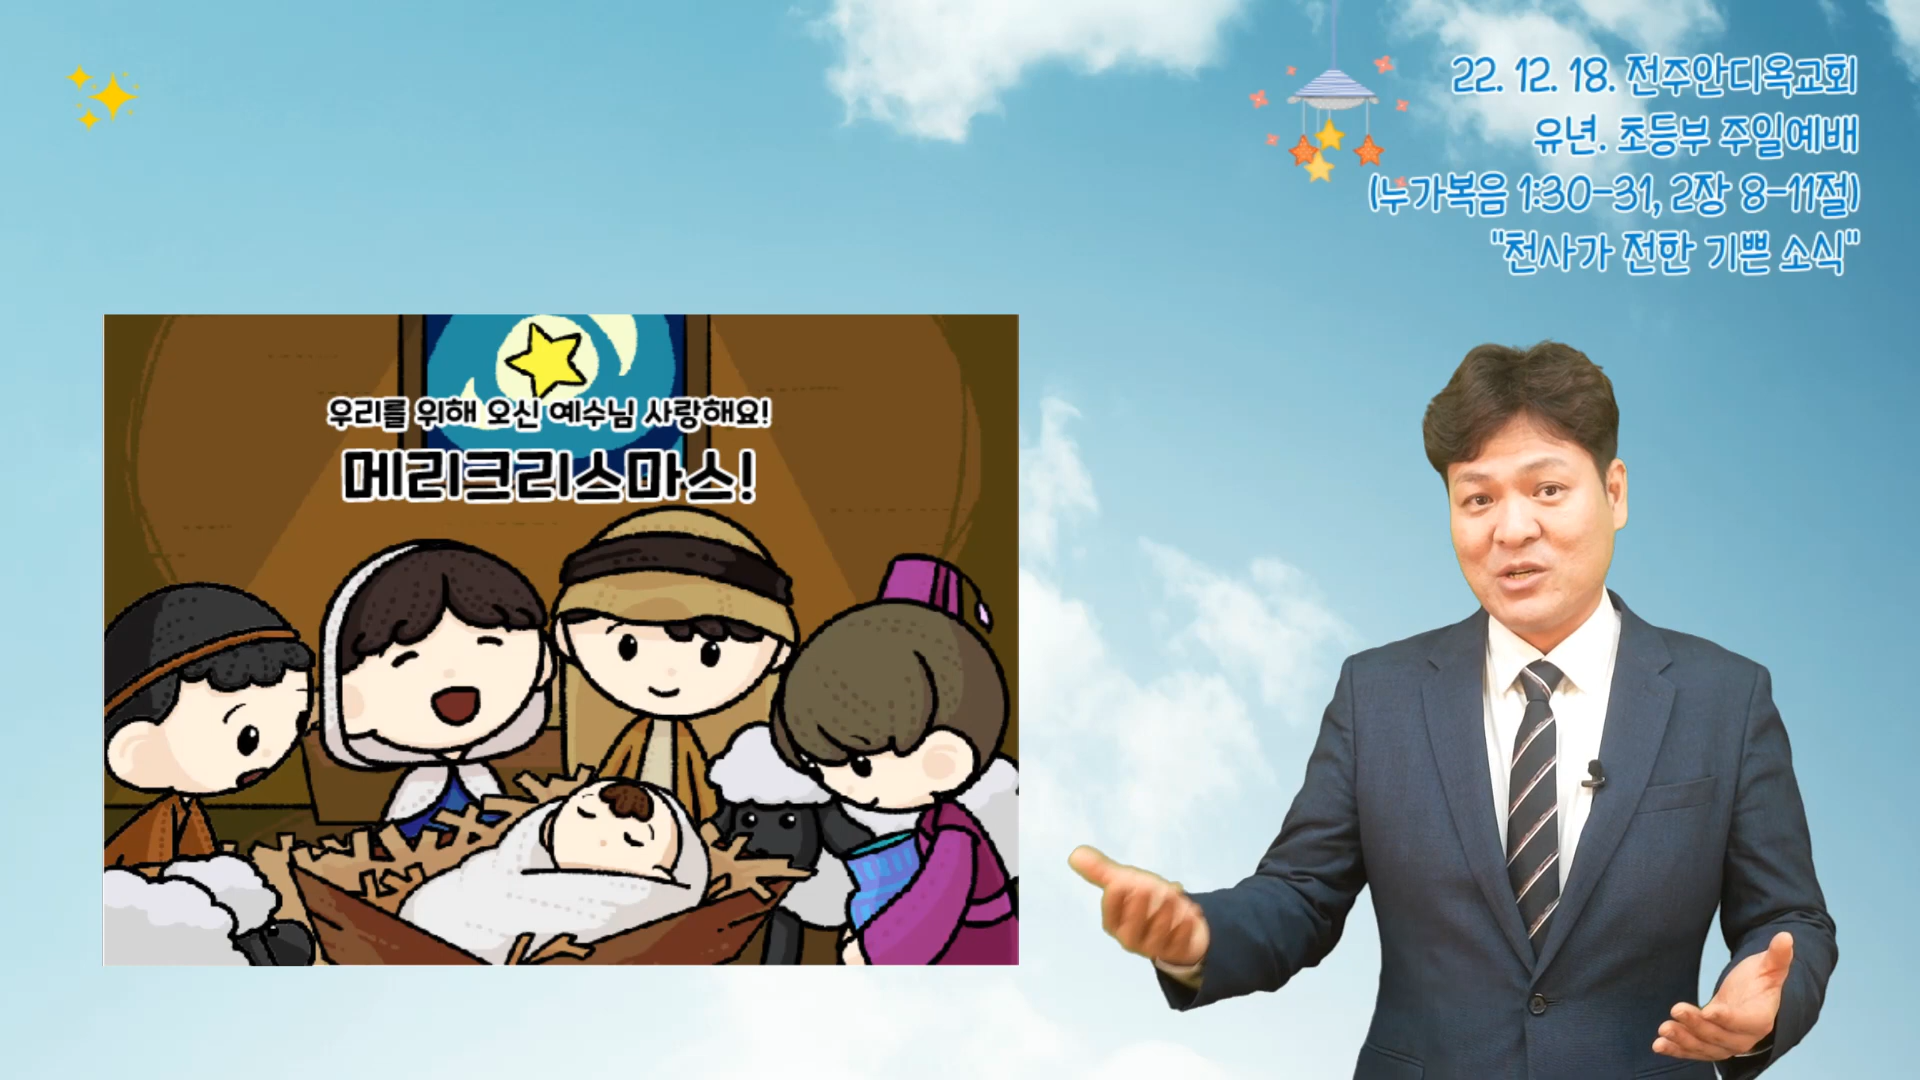 22. 12. 18. 전주안디옥교회
유년. 초등부 주일예배
(누가복음 1:30-31, 2장 8-11절)
"천사가 전한 기쁜 소식"
우리를 위해 오신 예수님 사랑해요!
메리크리스마스!